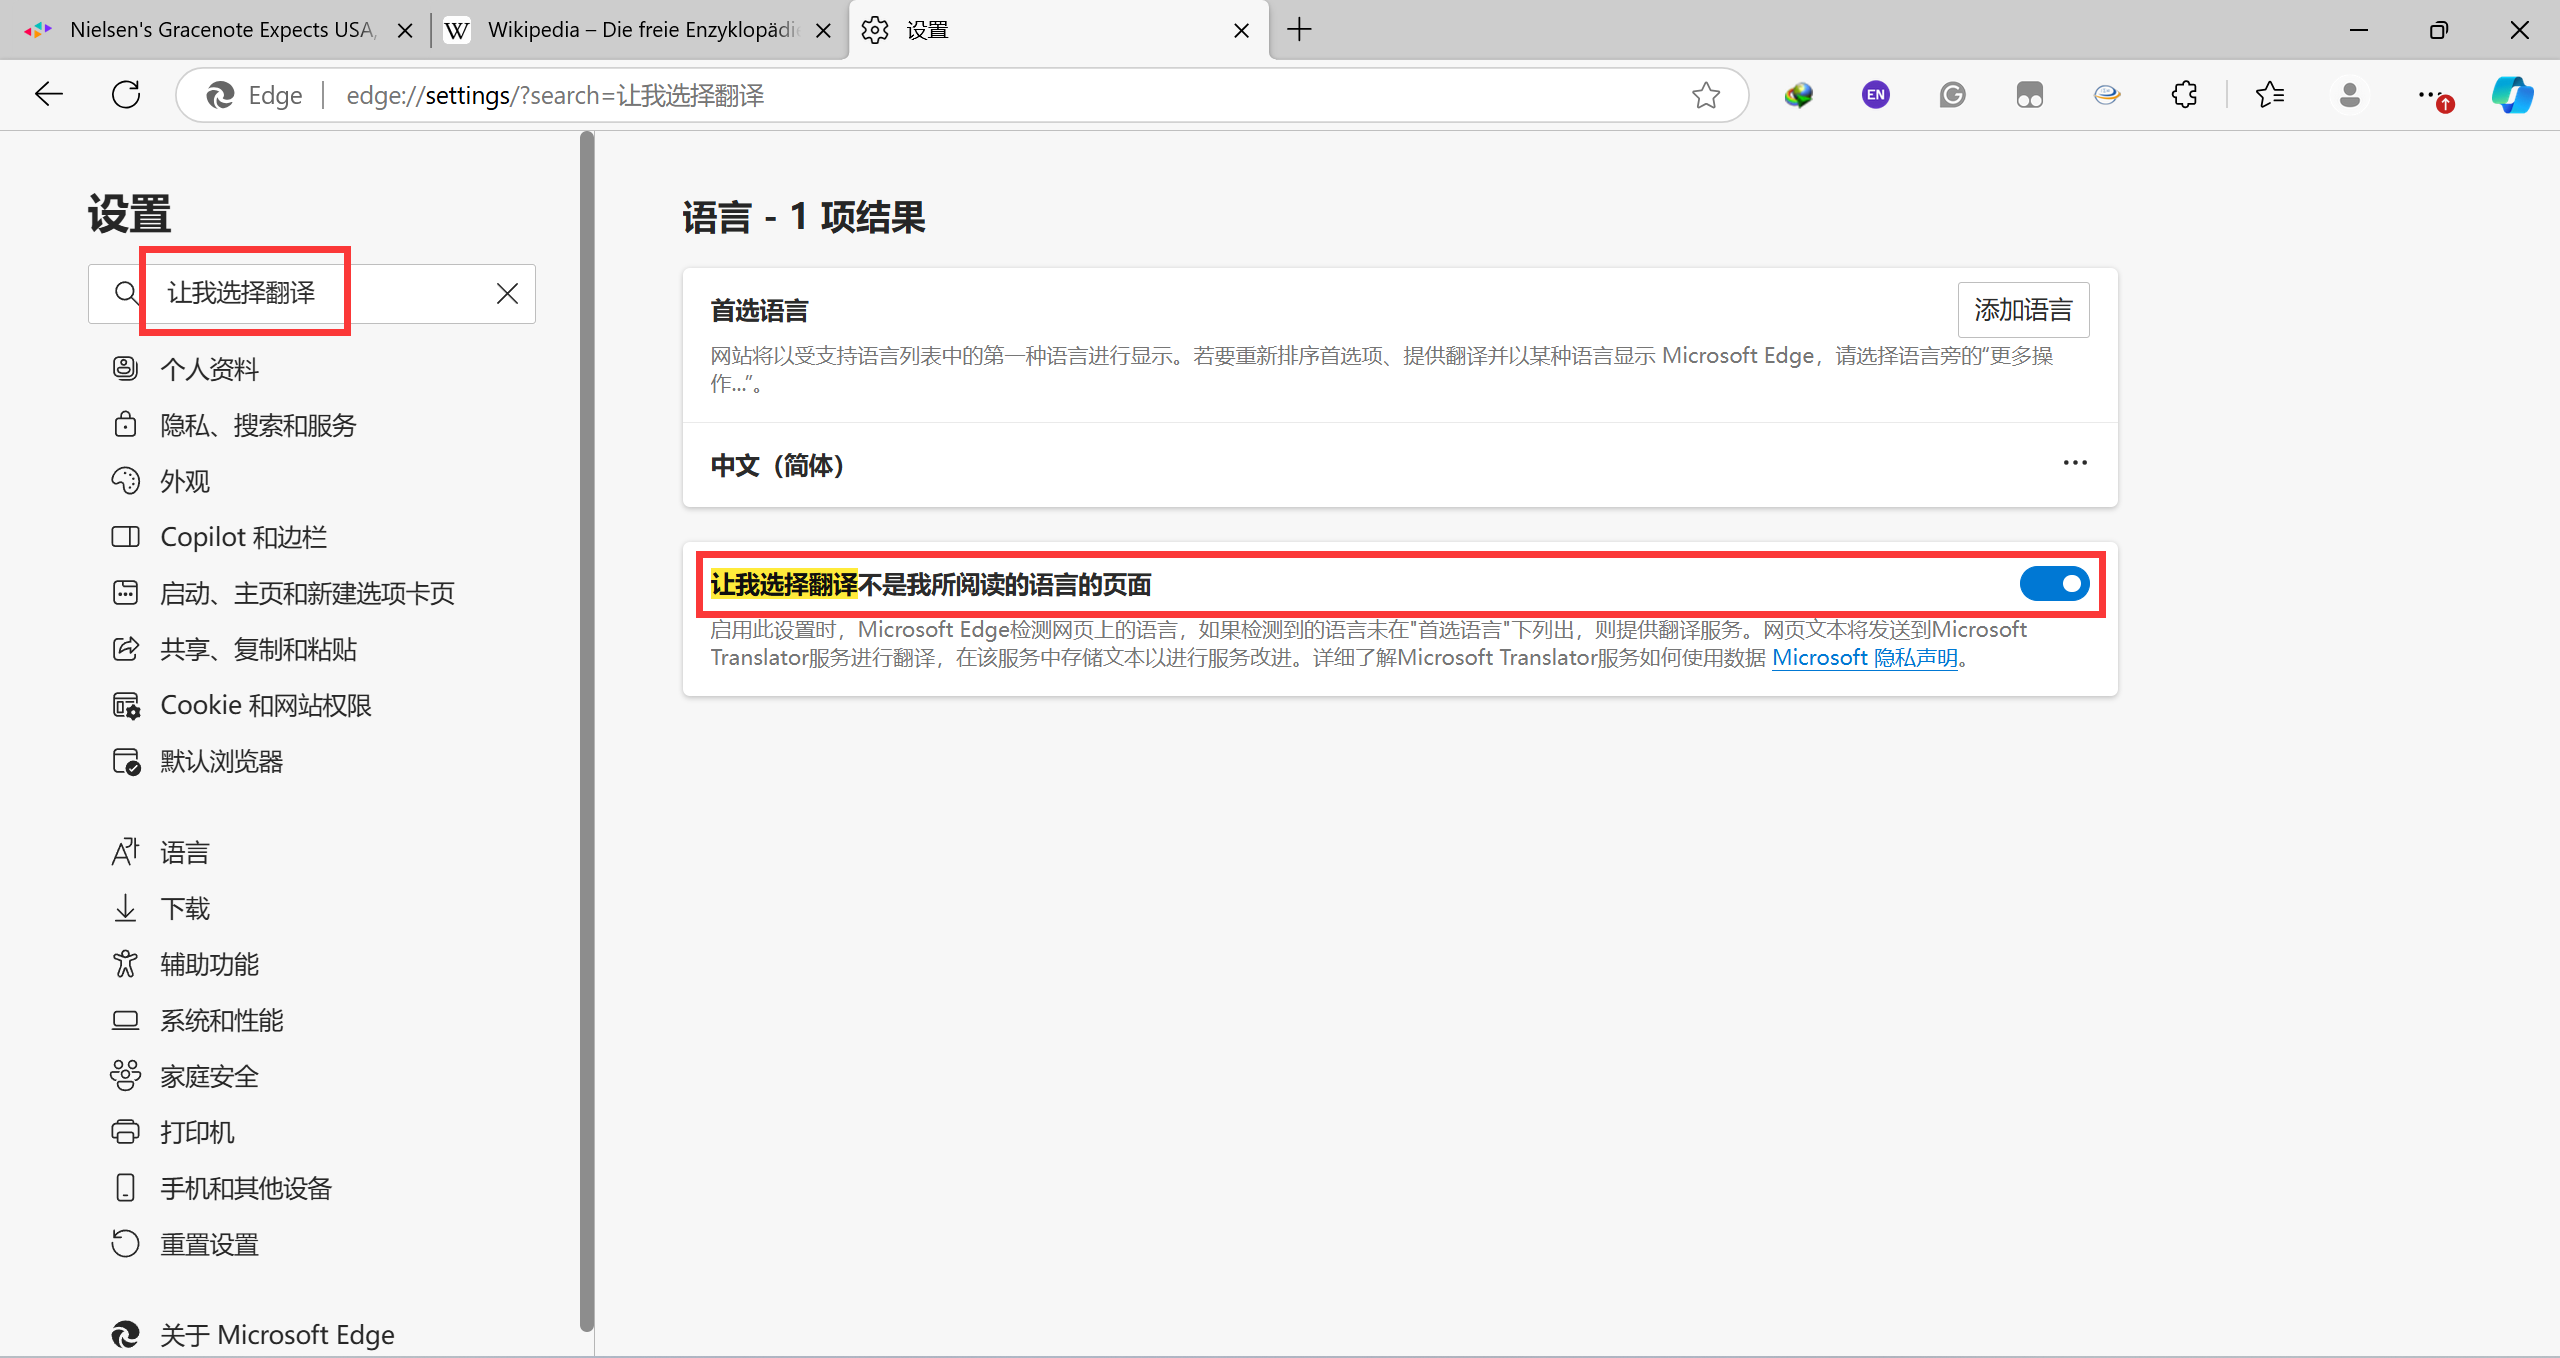 Nielsen's Gracenote Expects USA,
Wikipedia – Die freie Enzyklopädie
设置
Edge
edge://settings/?search=让我选择翻译
EN
设置
让我选择翻译
个人资料
隐私、搜索和服务
外观
Copilot 和边栏
启动、主页和新建选项卡页
共享、复制和粘贴
Cookie 和网站权限
默认浏览器
语言
下载
辅助功能
系统和性能
家庭安全
打印机
手机和其他设备
重置设置
关于 Microsoft Edge
语言 - 1 项结果
首选语言
添加语言
网站将以受支持语言列表中的第一种语言进行显示。若要重新排序首选项、提供翻译并以某种语言显示 Microsoft Edge，请选择语言旁的“更多操
作...”。
中文（简体）
让我选择翻译不是我所阅读的语言的页面
启用此设置时，Microsoft Edge检测网页上的语言，如果检测到的语言未在"首选语言"下列出，则提供翻译服务。网页文本将发送到Microsoft
Translator服务进行翻译，在该服务中存储文本以进行服务改进。详细了解Microsoft Translator服务如何使用数据 Microsoft 隐私声明。